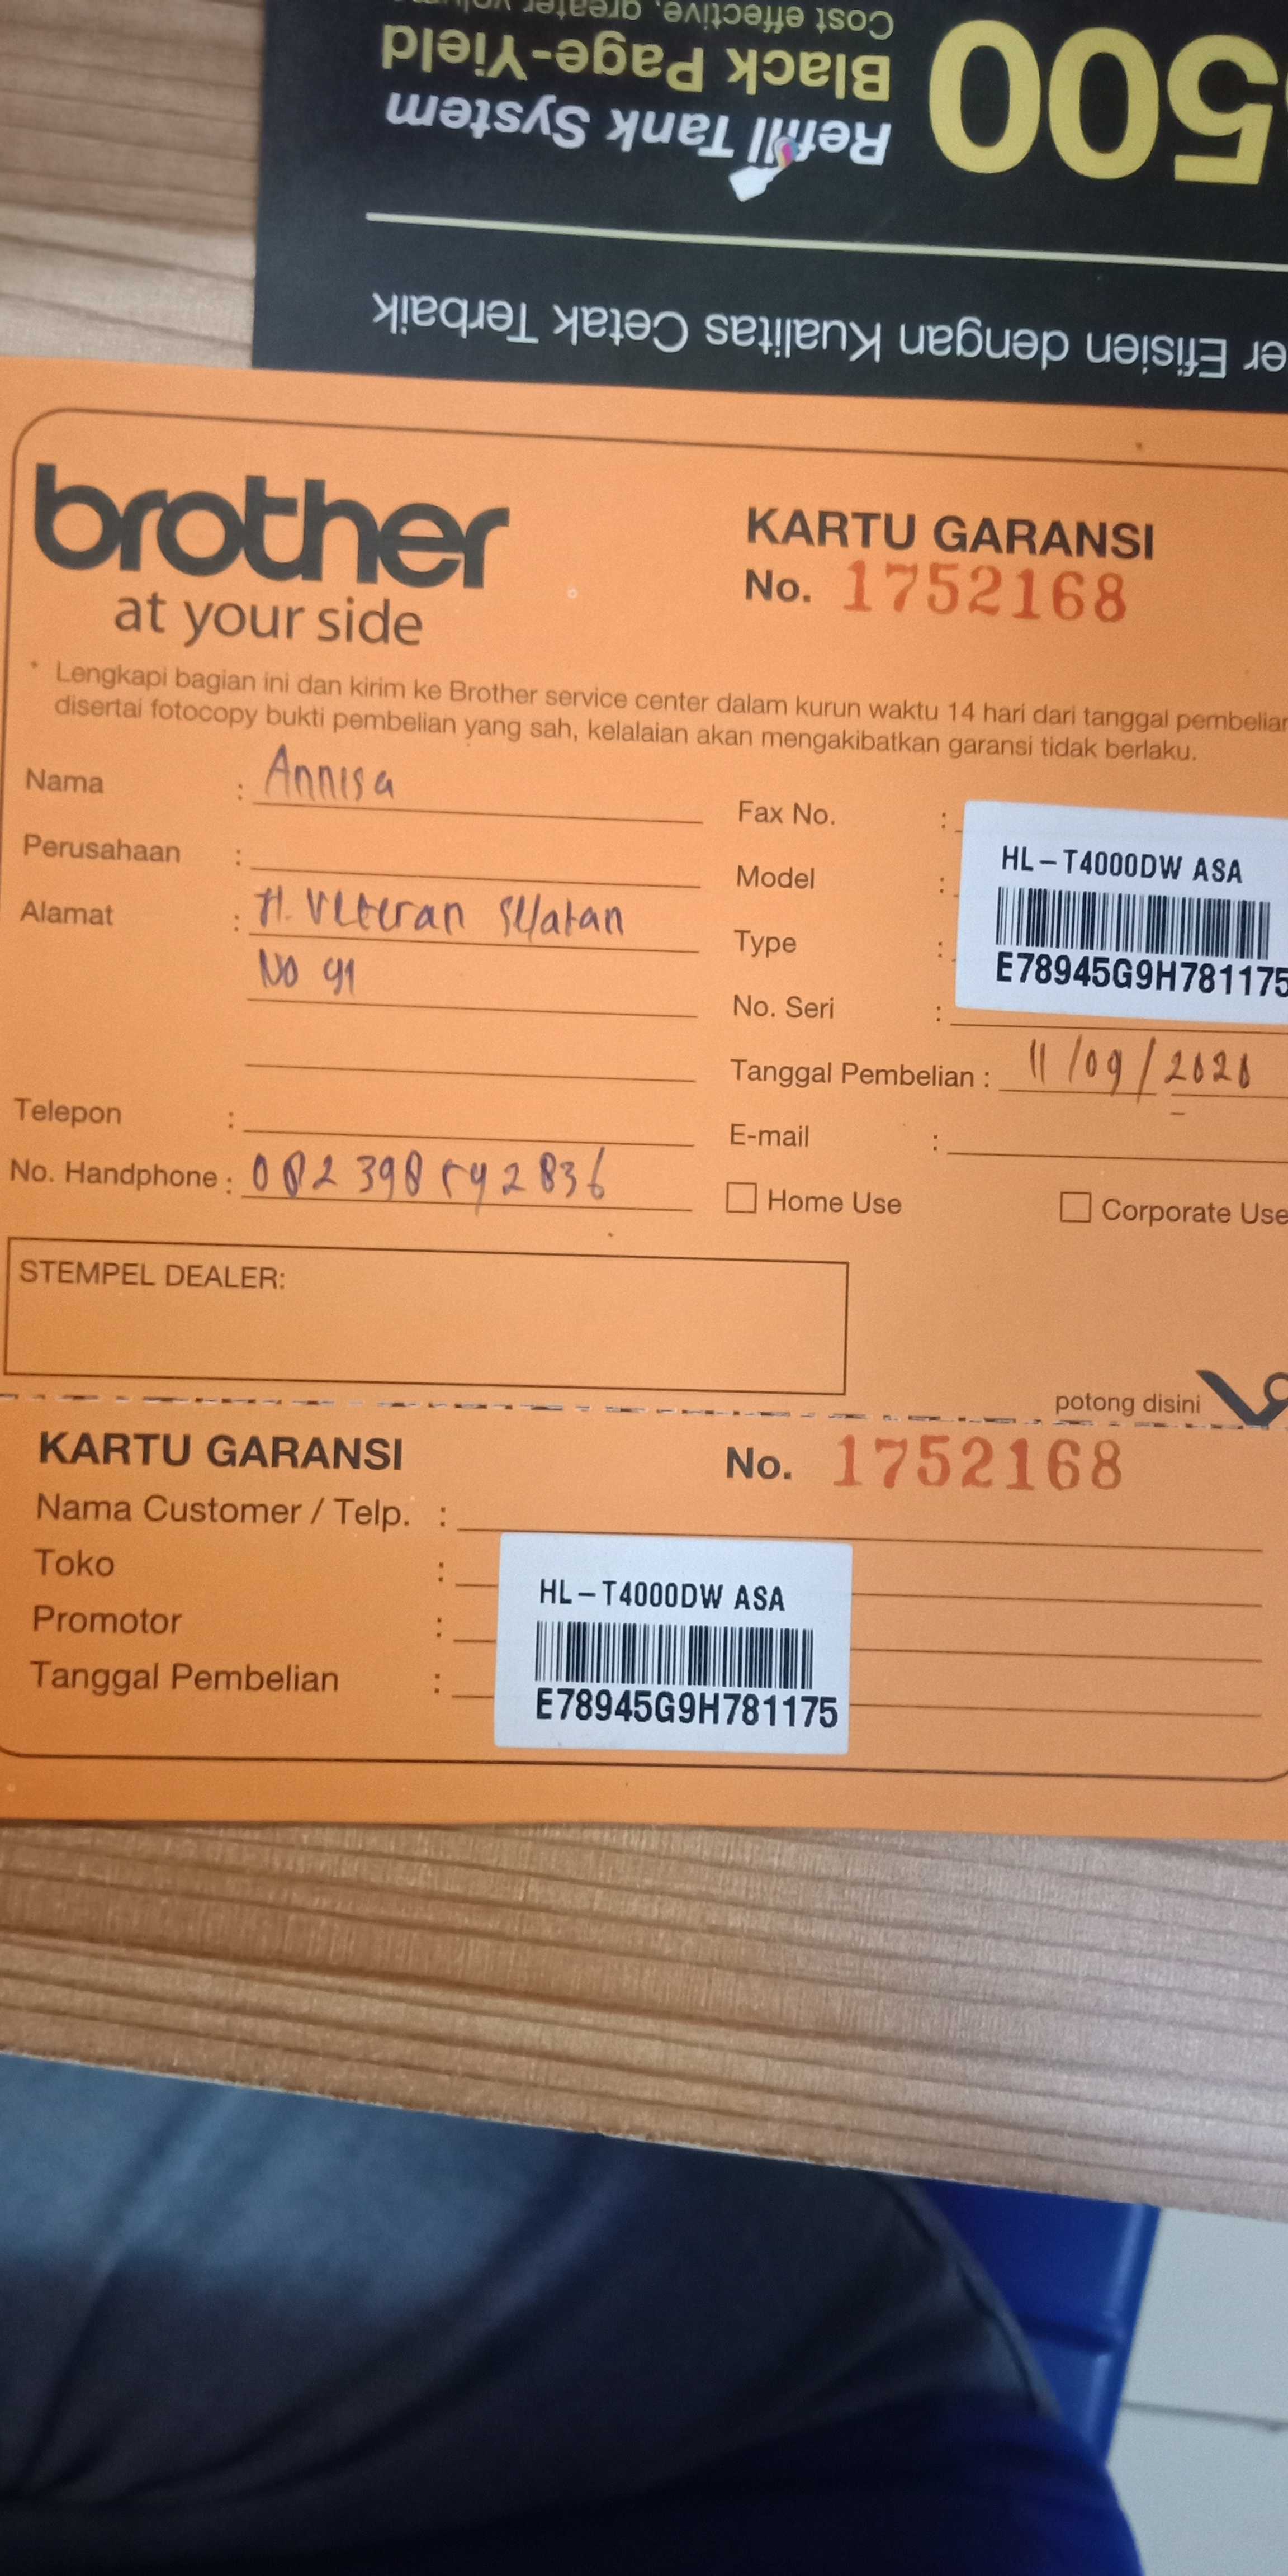 Cost effective, greater
Black Page-Yield
Refill Tank System
500
er Efisien dengan Kualitas Cetak Terbaik
brother
at your side
KARTU GARANSI
No. 1752168
* Lengkapi bagian ini dan kirim ke Brother service center dalam kurun waktu 14 hari dari tanggal pembelian
disertai fotocopy bukti pembelian yang sah, kelalaian akan mengakibatkan garansi tidak berlaku.
Nama : Annisa
Perusahaan :
Alamat : Jl. Veteran Selatan
No 91
Telepon :
No. Handphone : 082 398 542 836
Fax No. :
Model :
Type :
No. Seri :
HL-T4000DW ASA
E78945G9H781175
Tanggal Pembelian : 11/09/2020
E-mail :
Home Use
Corporate Use
STEMPEL DEALER:
potong disini
KARTU GARANSI
No. 1752168
Nama Customer / Telp. :
Toko :
Promotor :
Tanggal Pembelian :
HL-T4000DW ASA
E78945G9H781175